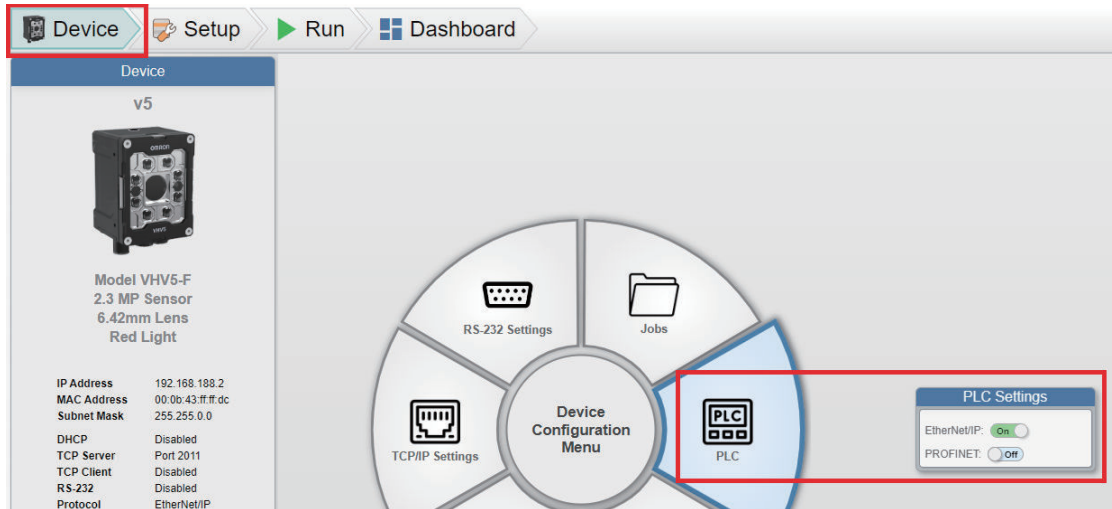 Device
Setup
Run
Dashboard
Device
v5
OMRON
VHV5
Model VHV5-F
2.3 MP Sensor
6.42mm Lens
Red Light
IP Address 192.168.188.2
MAC Address 00:0b:43:ff:ff:dc
Subnet Mask 255.255.0.0
DHCP Disabled
TCP Server Port 2011
TCP Client Disabled
RS-232 Disabled
Protocol EtherNet/IP
RS-232 Settings
Jobs
TCP/IP Settings
Device
Configuration
Menu
PLC
PLC
PLC Settings
EtherNet/IP: On
PROFINET: Off